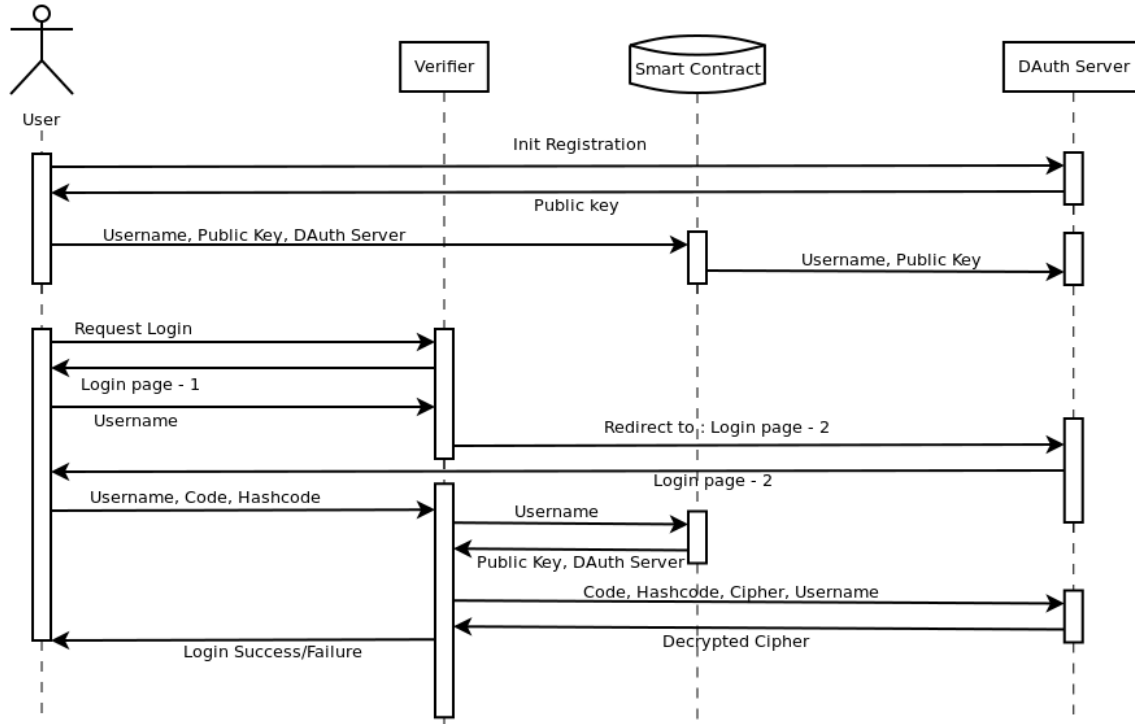 Verifier
Smart Contract
DAuth Server
User
Init Registration
Public key
Username, Public Key, DAuth Server
Username, Public Key
Request Login
Login page - 1
Username
Redirect to : Login page - 2
Login page - 2
Username, Code, Hashcode
Username
Public Key, DAuth Server
Code, Hashcode, Cipher, Username
Decrypted Cipher
Login Success/Failure